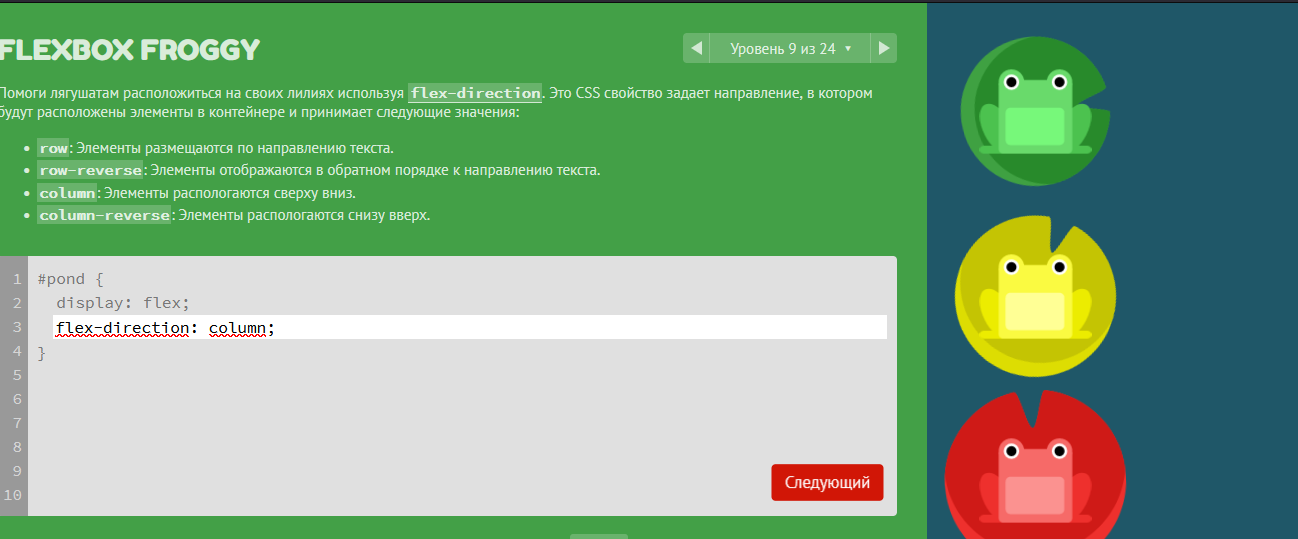 FLEXBOX FROGGY
Уровень 9 из 24
Помоги лягушатам расположиться на своих лилиях используя flex-direction. Это CSS свойство задает направление, в котором
будут расположены элементы в контейнере и принимает следующие значения:
row: Элементы размещаются по направлению текста.
row-reverse: Элементы отображаются в обратном порядке к направлению текста.
column: Элементы распологаются сверху вниз.
column-reverse: Элементы распологаются снизу вверх.
1 #pond {
2 display: flex;
3 flex-direction: column;
4 }
5
6
7
8
9
10
Следующий